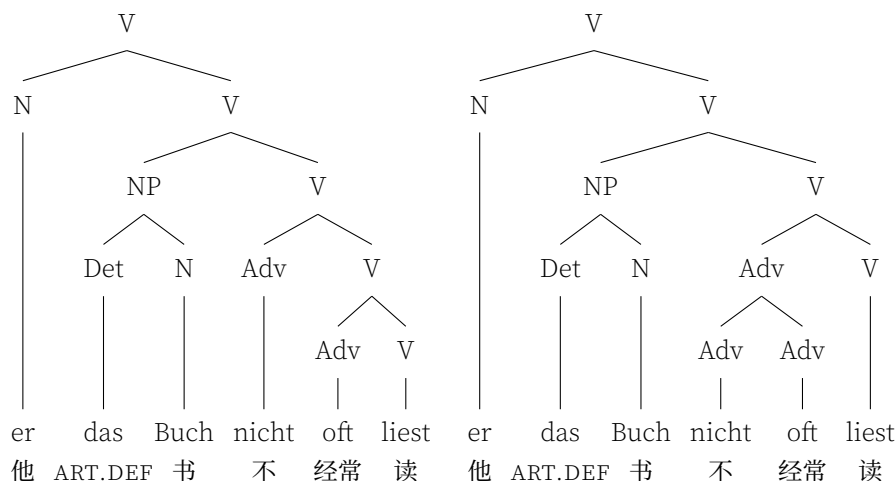 V V
N V N V
NP V NP V
Det N Adv V Det N Adv V
Adv V Adv Adv
er das Buch nicht oft liest er das Buch nicht oft liest
他 ART.DEF 书 不 经常 读 他 ART.DEF 书 不 经常 读